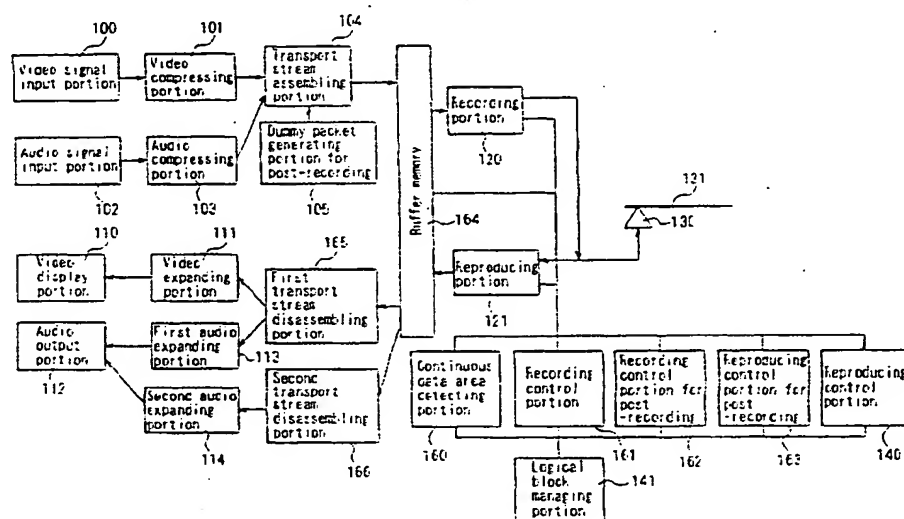 100
Video signal
input portion
101
Video
compressing
portion
104
Transport
stream
assembling
portion
Audio signal
input portion
102
Audio
compressing
portion
103
Dummy packet
generating
portion for
post-recording
105
Buffer memory
164
Recording
portion
120
131
130
Reproducing
portion
121
110
Video
display
portion
111
Video
expanding
portion
165
First
transport
stream
disassembling
portion
Audio
output
portion
112
First audio
expanding
portion
113
Second audio
expanding
portion
114
Second
transport
stream
disassembling
portion
166
Continuous
data area
detecting
portion
160
Recording
control
portion
161
Recording
control
portion for
post
-recording
162
Reproducing
control
portion for
post
-recording
163
Reproducing
control
portion
140
Logical
block
managing
portion
141